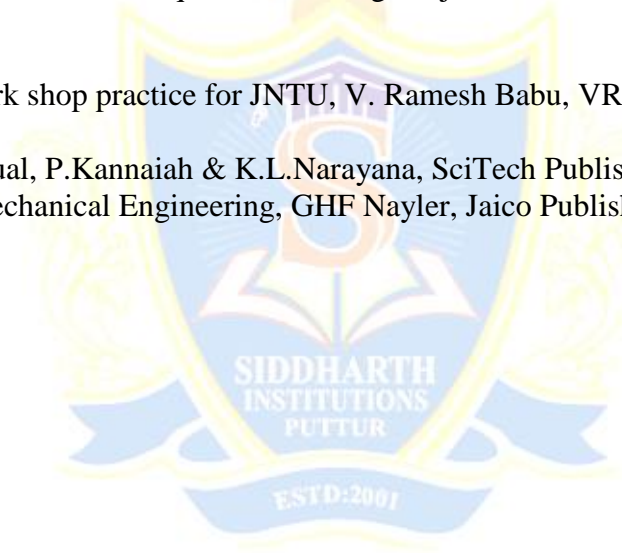 rk shop practice for JNTU, V. Ramesh Babu, VR
ual, P.Kannaiah & K.L.Narayana, SciTech Publis
echanical Engineering, GHF Nayler, Jaico Publish
S
SIDDHARTH
INSTITUTIONS
PUTTUR
ESTD:2001